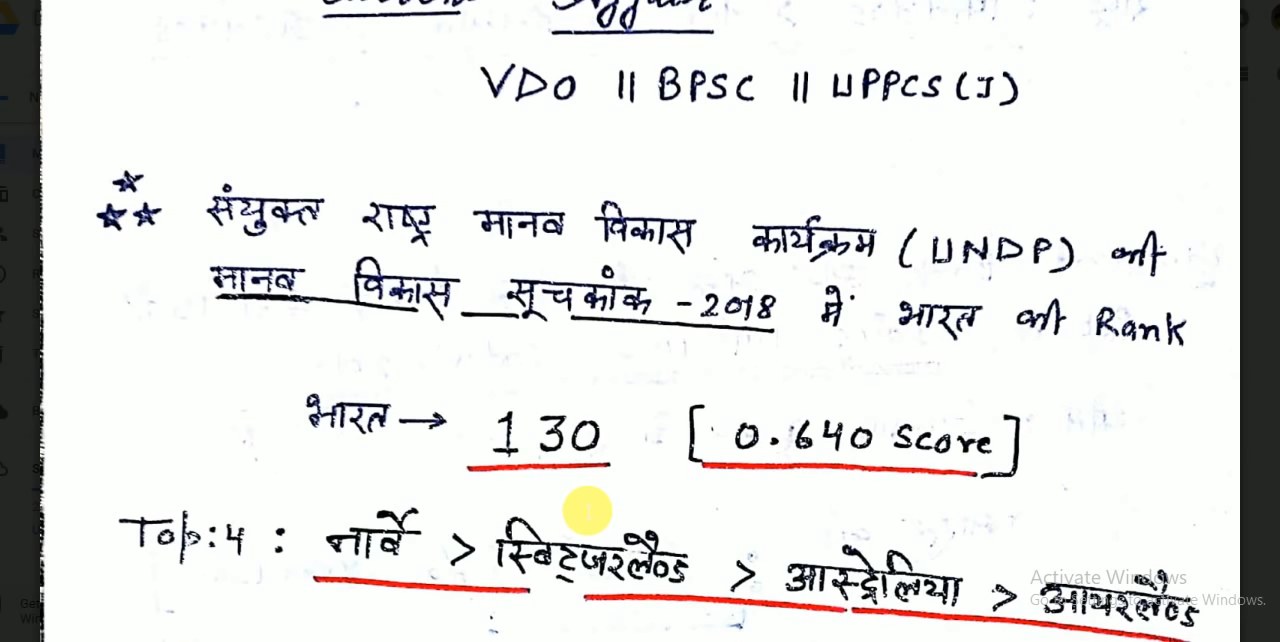 VDO || BPSC || UPPCS (J)
संयुक्त राष्ट्र मानव विकास कार्यक्रम (UNDP) की
मानव विकास सूचकांक - 2018 में भारत की Rank
भारत → 130 [0.640 Score]
Top:4 : नार्वे > स्विट्जरलैण्ड > आस्ट्रेलिया > आयरलैण्ड
Activate Windows